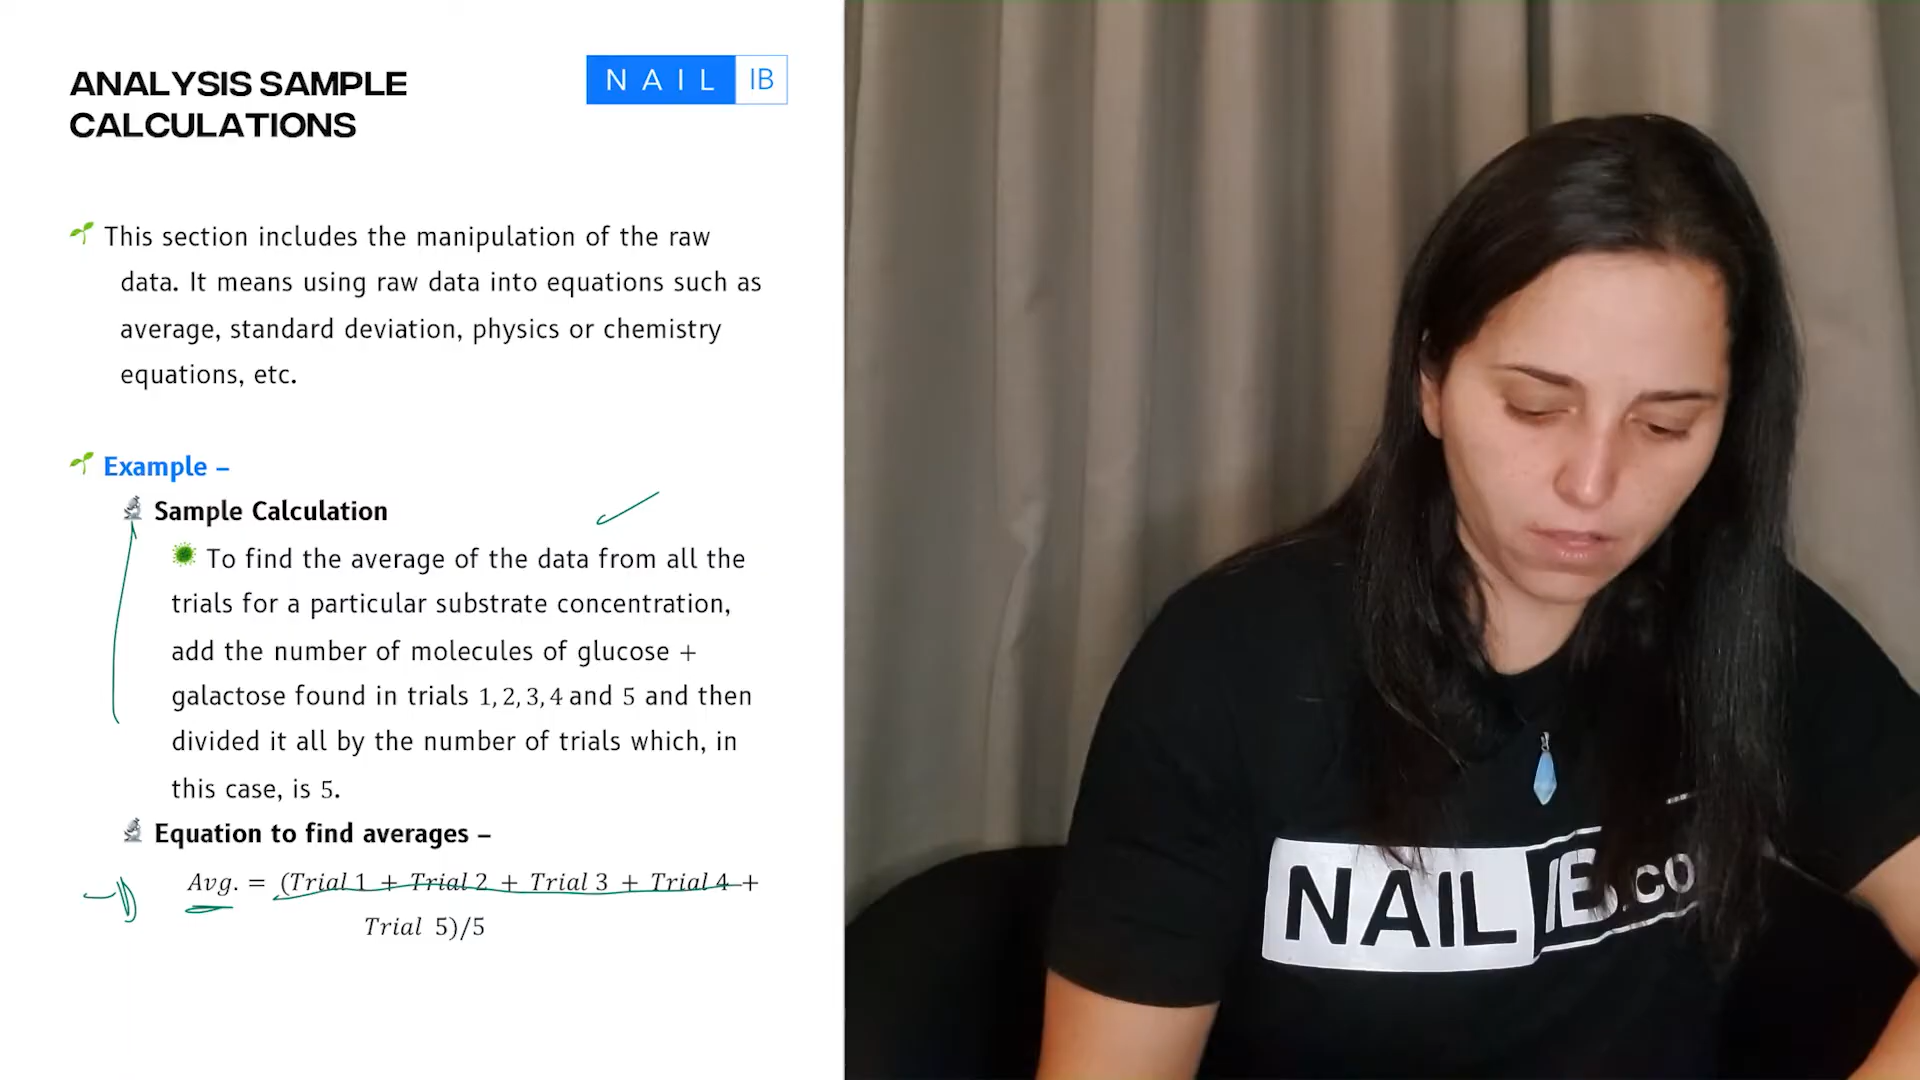 ANALYSIS SAMPLE
CALCULATIONS
NAIL IB
This section includes the manipulation of the raw
data. It means using raw data into equations such as
average, standard deviation, physics or chemistry
equations, etc.
Example –
Sample Calculation
To find the average of the data from all the
trials for a particular substrate concentration,
add the number of molecules of glucose +
galactose found in trials 1, 2, 3, 4 and 5 and then
divided it all by the number of trials which, in
this case, is 5.
Equation to find averages –
Avg. = (Trial 1 + Trial 2 + Trial 3 + Trial 4 +
Trial 5)/5
NAIL IB.CO